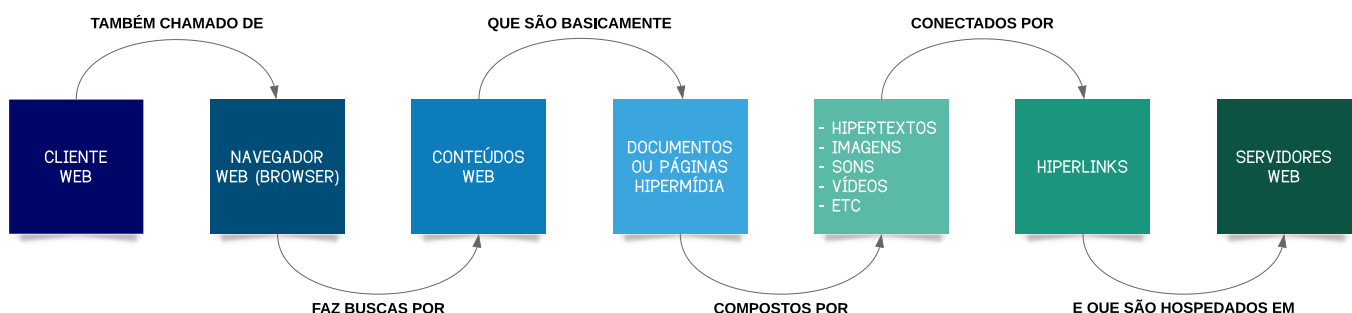 TAMBÉM CHAMADO DE
QUE SÃO BASICAMENTE
CONECTADOS POR
CLIENTE
WEB
NAVEGADOR
WEB (BROWSER)
CONTEÚDOS
WEB
DOCUMENTOS
OU PÁGINAS
HIPERMÍDIA
- HIPERTEXTOS
- IMAGENS
- SONS
- VÍDEOS
- ETC
HIPERLINKS
SERVIDORES
WEB
FAZ BUSCAS POR
COMPOSTOS POR
E QUE SÃO HOSPEDADOS EM